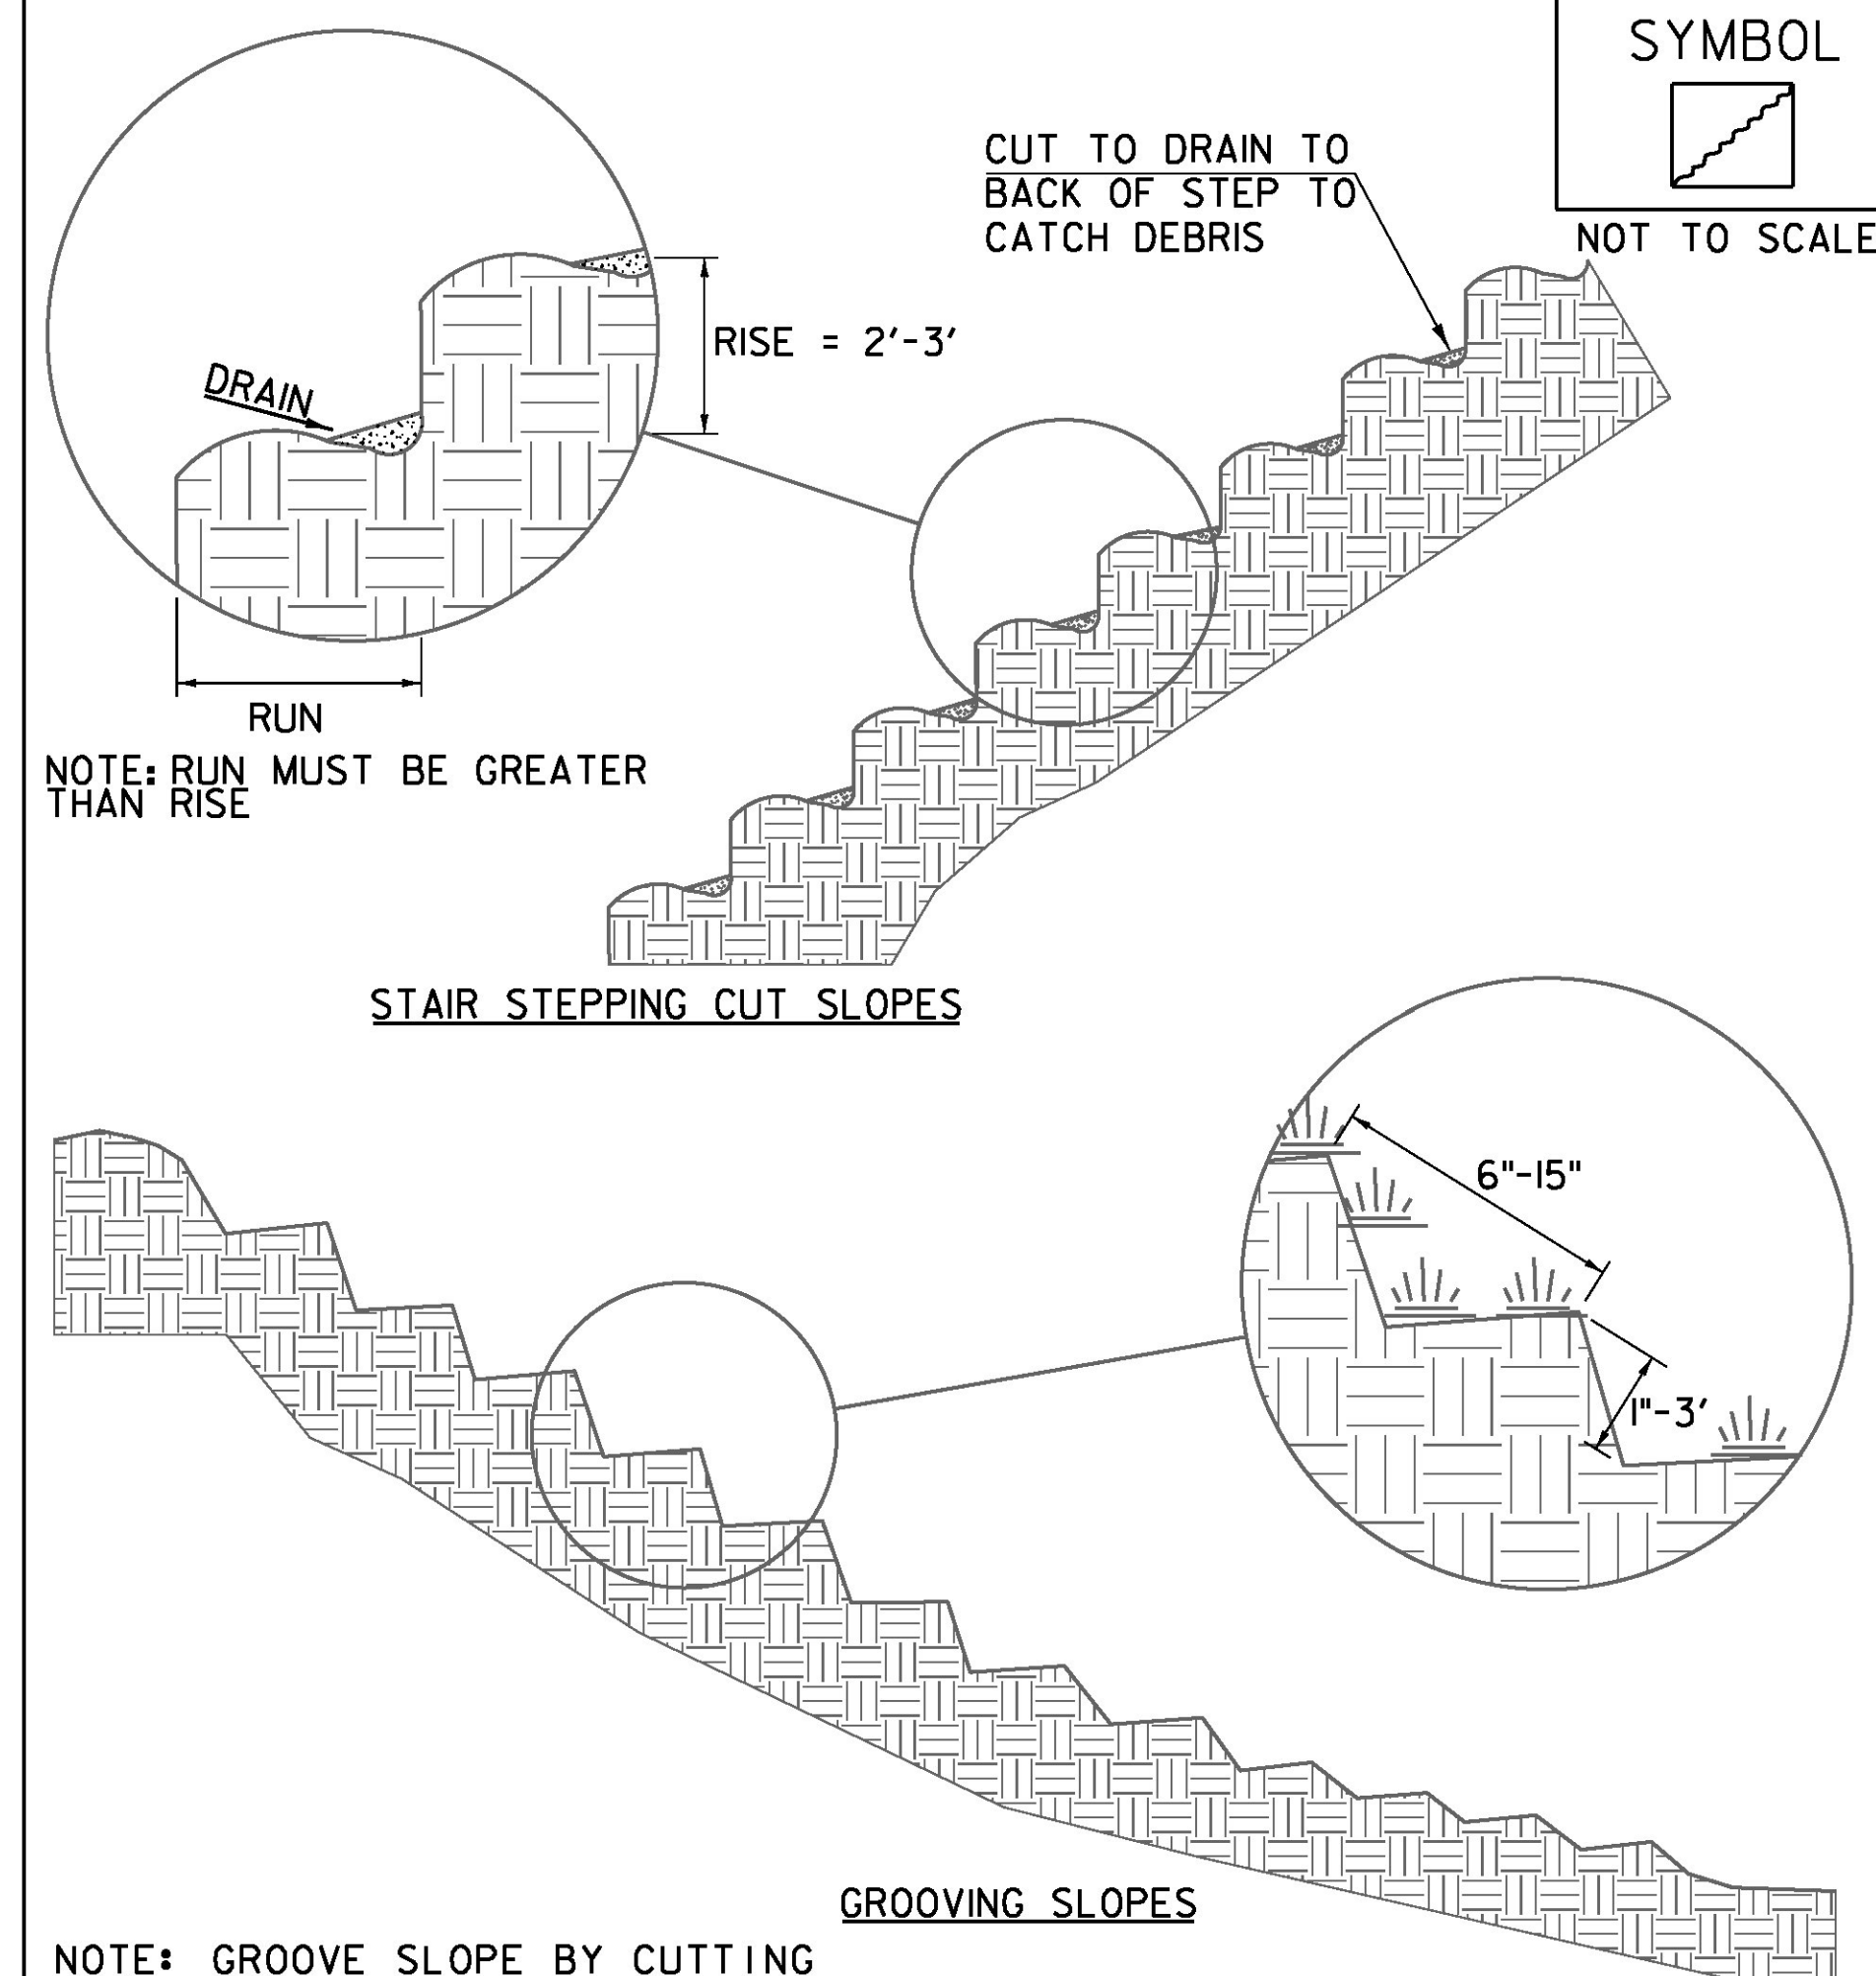 SYMBOL
NOT TO SCALE
CUT TO DRAIN TO
BACK OF STEP TO
CATCH DEBRIS
RISE = 2'-3'
DRAIN
RUN
NOTE: RUN MUST BE GREATER
THAN RISE
STAIR STEPPING CUT SLOPES
6"-15"
1"-3'
GROOVING SLOPES
NOTE: GROOVE SLOPE BY CUTTING